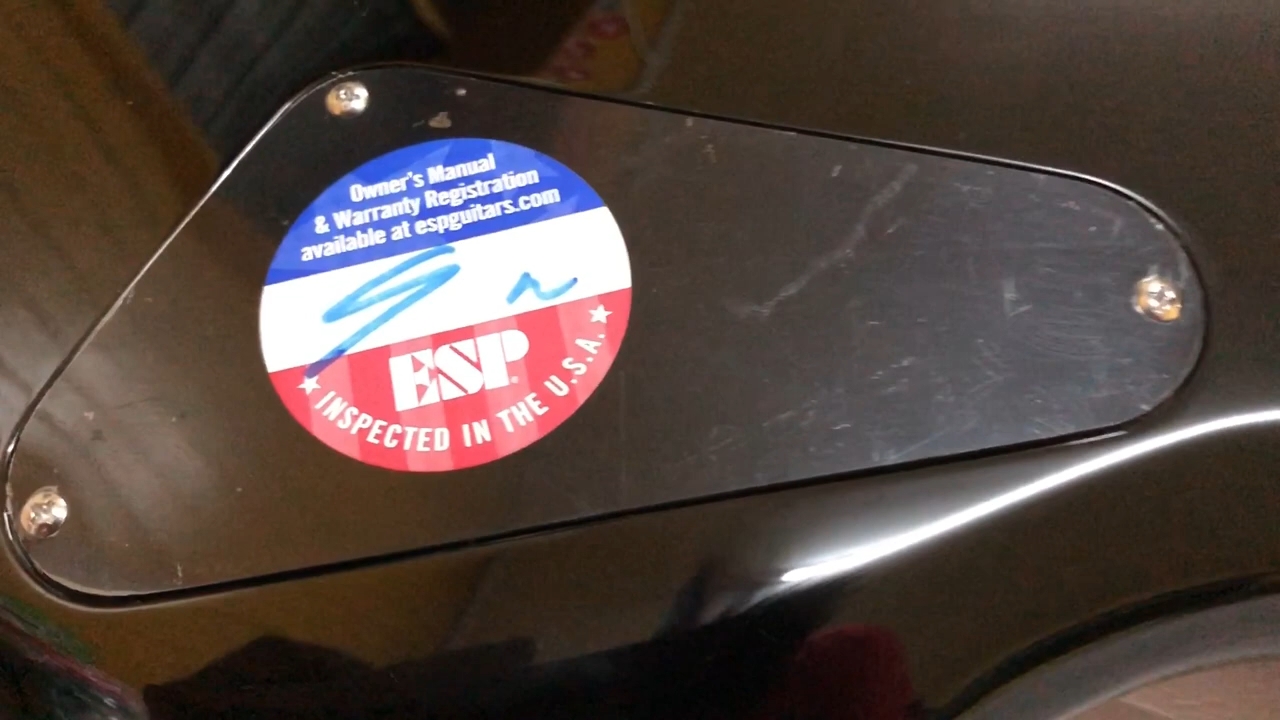 Owner's Manual
& Warranty Registration
available at espguitars.com
ESP
INSPECTED IN THE U.S.A.